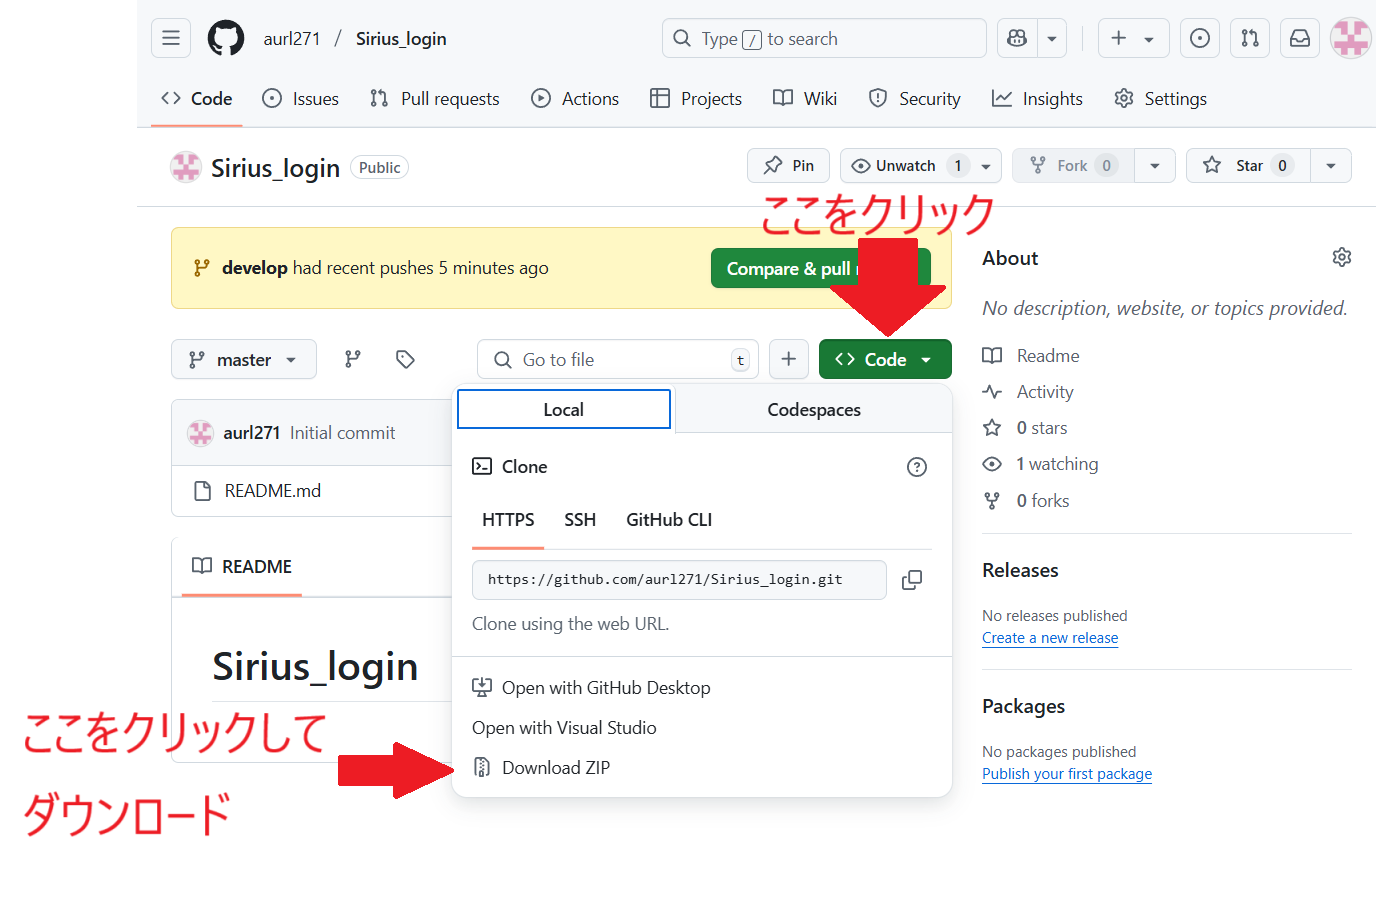 aurl271 / Sirius_login
Type / to search
Code
Issues
Pull requests
Actions
Projects
Wiki
Security
Insights
Settings
Sirius_login Public
Pin
Unwatch 1
Fork 0
Star 0
ここをクリック
develop had recent pushes 5 minutes ago
Compare & pull
master
Go to file
t
Code
Local
Codespaces
aurl271 Initial commit
README.md
Clone
HTTPS
SSH
GitHub CLI
https://github.com/aurl271/Sirius_login.git
Clone using the web URL.
Open with GitHub Desktop
Open with Visual Studio
Download ZIP
README
Sirius_login
ここをクリックして
ダウンロード
About
No description, website, or topics provided.
Readme
Activity
0 stars
1 watching
0 forks
Releases
No releases published
Create a new release
Packages
No packages published
Publish your first package